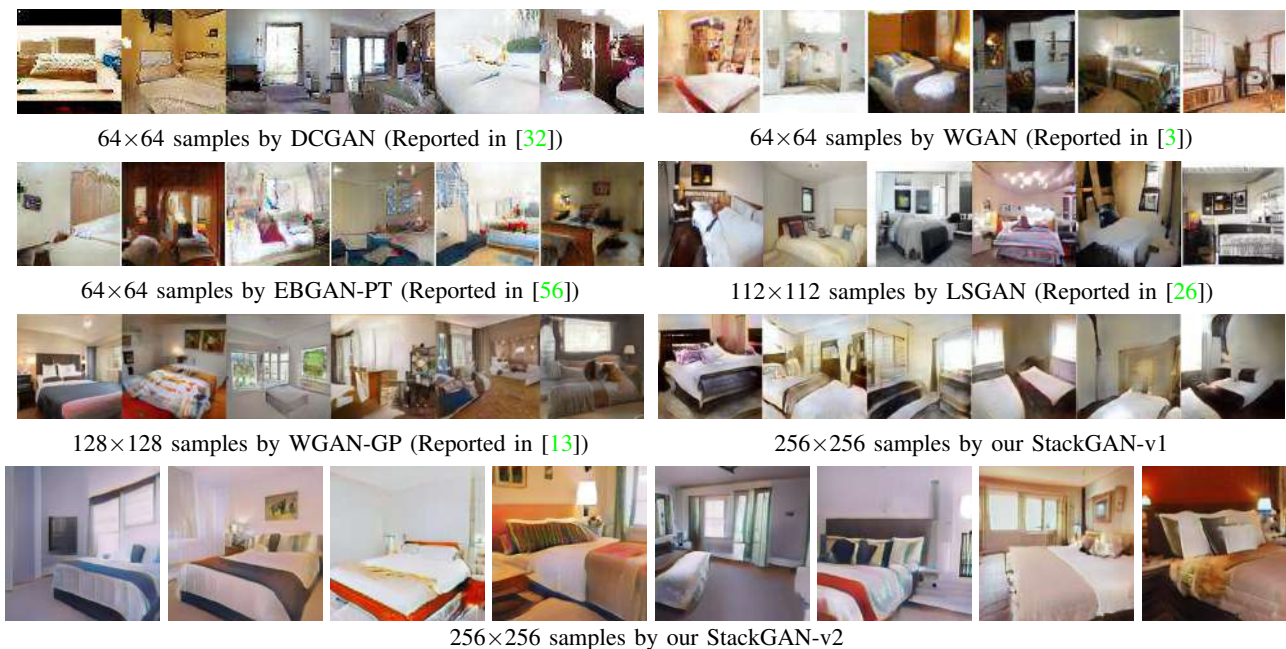 64×64 samples by DCGAN (Reported in [32])
64×64 samples by WGAN (Reported in [3])
64×64 samples by EBGAN-PT (Reported in [56])
112×112 samples by LSGAN (Reported in [26])
128×128 samples by WGAN-GP (Reported in [13])
256×256 samples by our StackGAN-v1
256×256 samples by our StackGAN-v2